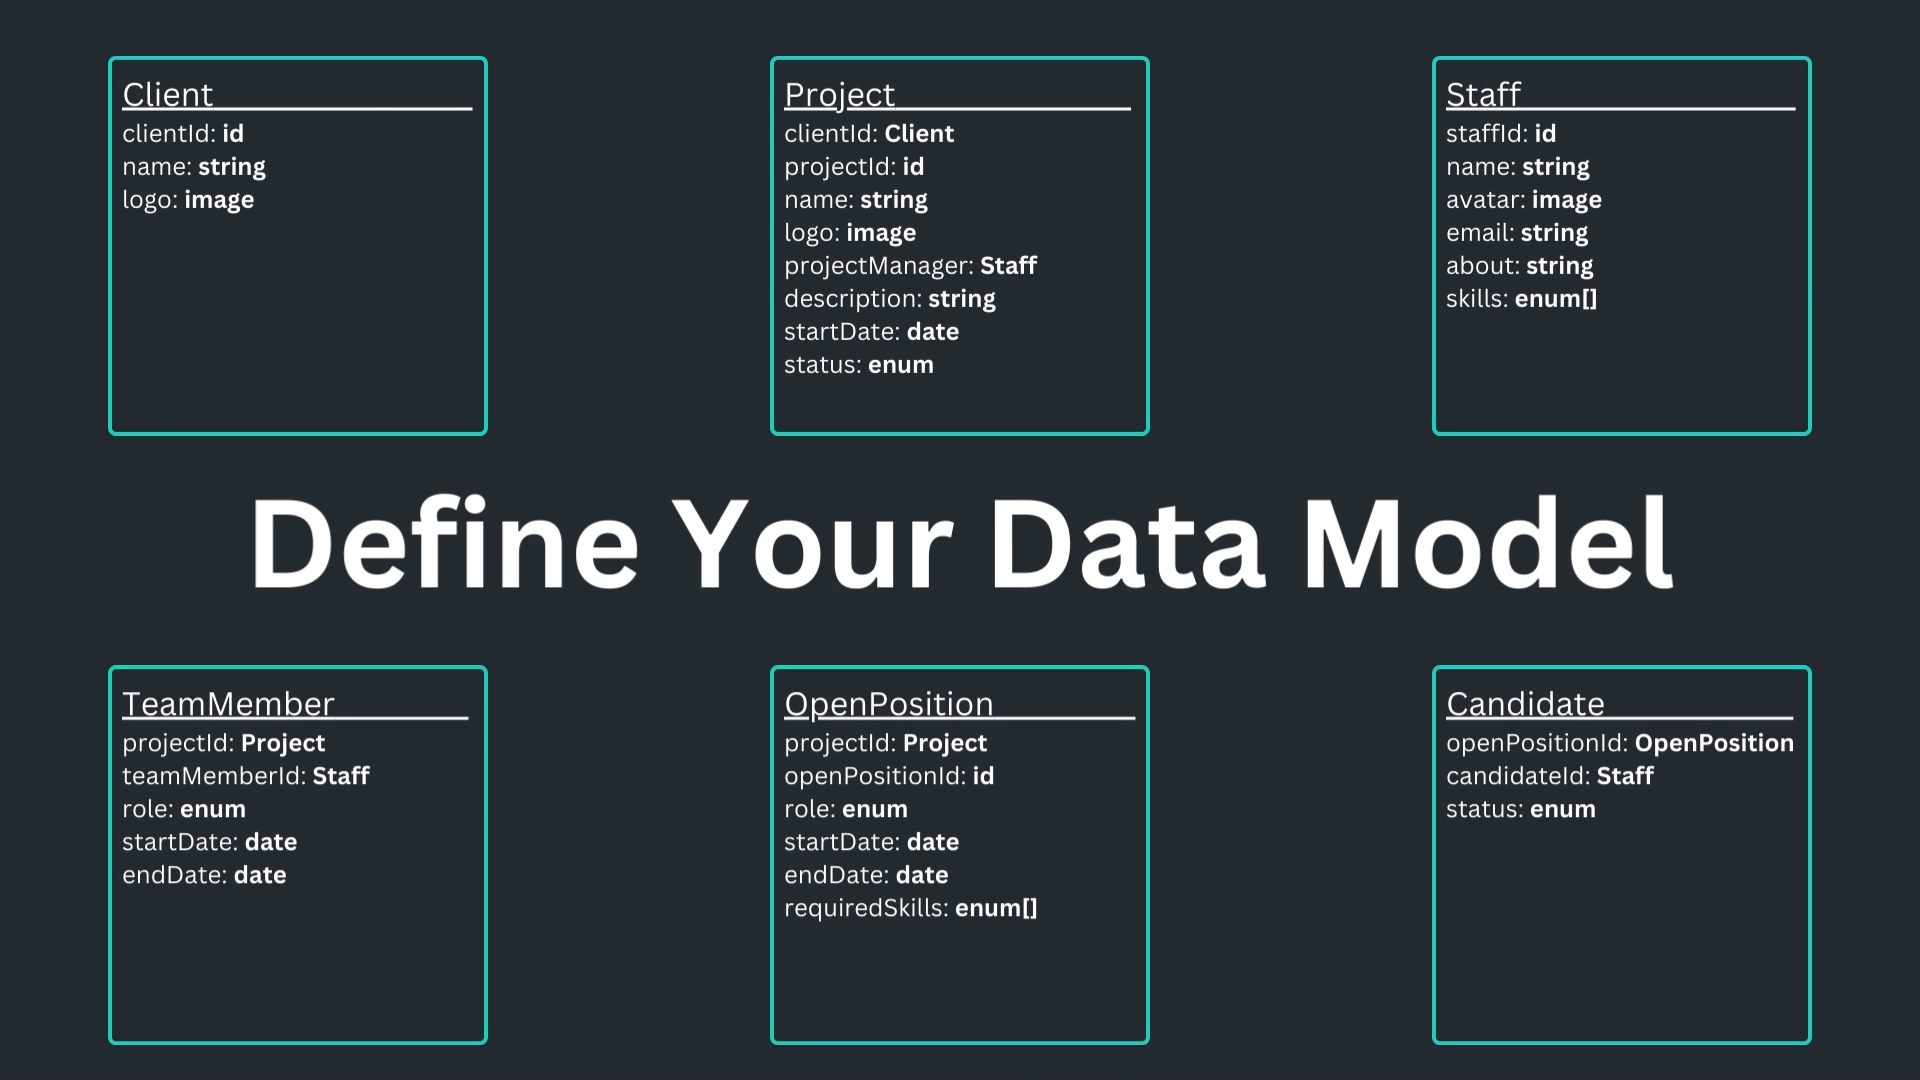 Client
clientId: id
name: string
logo: image
Project
clientId: Client
projectId: id
name: string
logo: image
projectManager: Staff
description: string
startDate: date
status: enum
Staff
staffId: id
name: string
avatar: image
email: string
about: string
skills: enum[]
Define Your Data Model
TeamMember
projectId: Project
teamMemberId: Staff
role: enum
startDate: date
endDate: date
OpenPosition
projectId: Project
openPositionId: id
role: enum
startDate: date
endDate: date
requiredSkills: enum[]
Candidate
openPositionId: OpenPosition
candidateId: Staff
status: enum